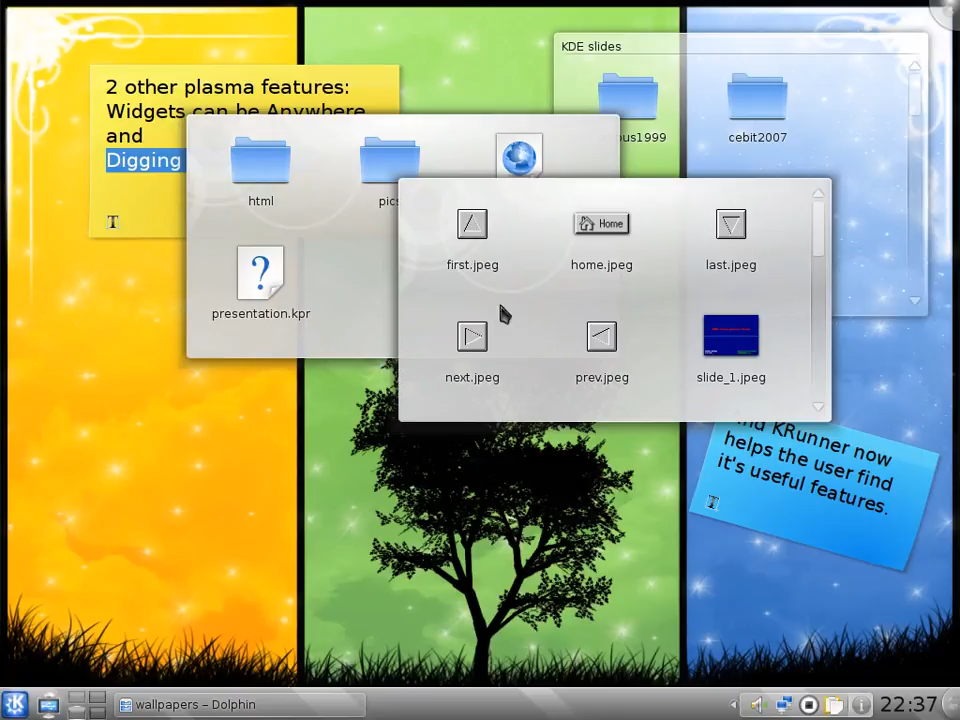 KDE slides
2 other plasma features:
Widgets can be Anywhere
and
Digging
cebit2007
html
first.jpeg
Home
home.jpeg
last.jpeg
presentation.kpr
next.jpeg
prev.jpeg
slide_1.jpeg
KRunner now
helps the user find
it's useful features.
wallpapers – Dolphin
22:37